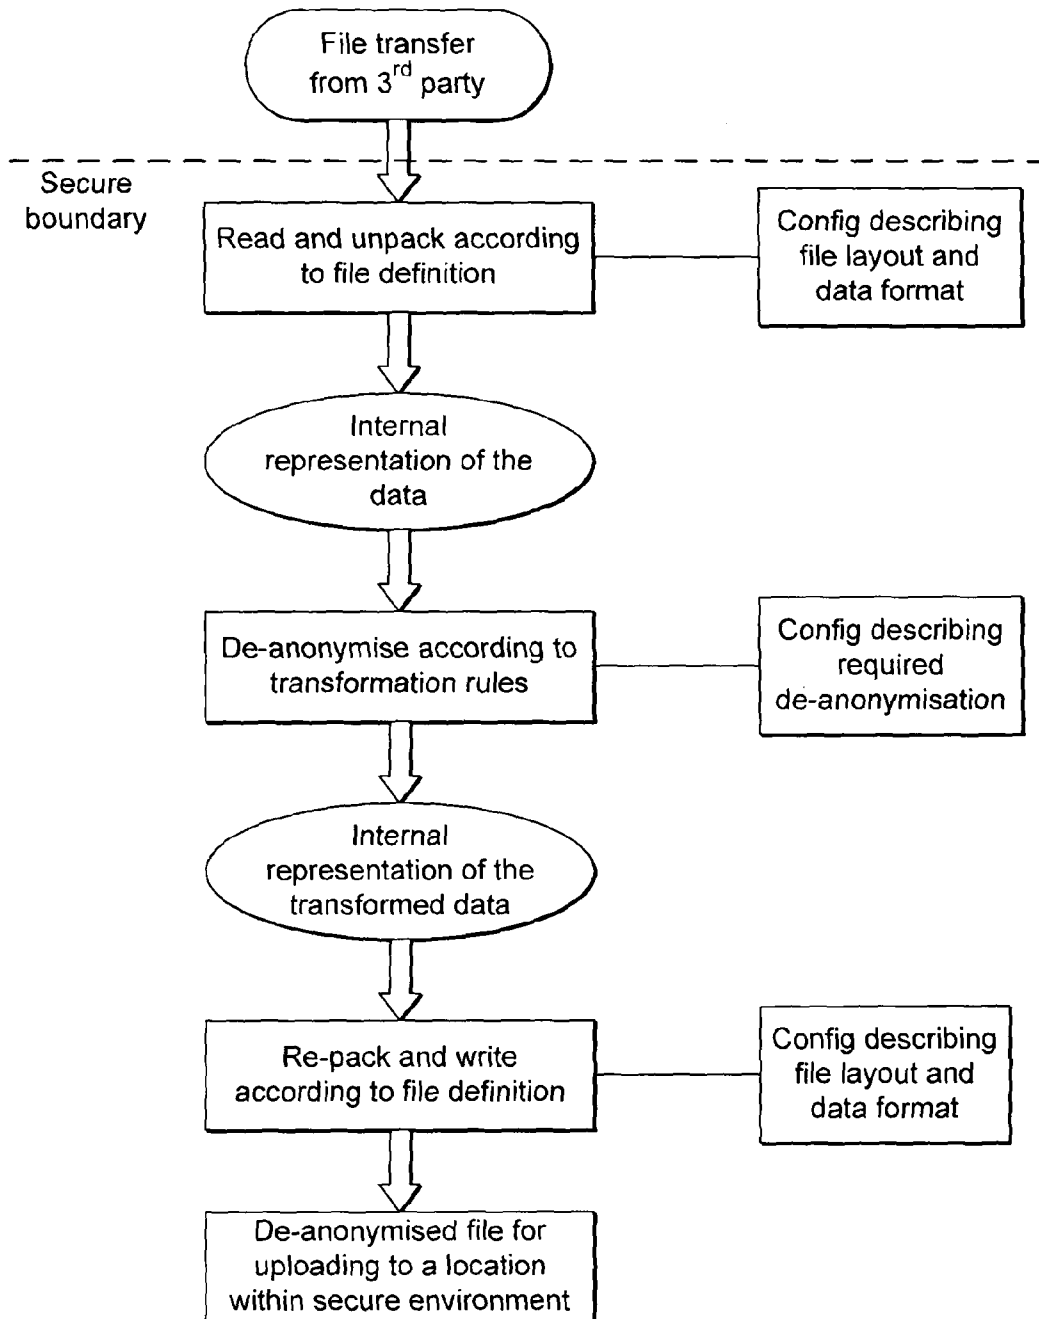 File transfer
from 3rd party
Secure
boundary
Read and unpack according
to file definition
Config describing
file layout and
data format
Internal
representation of the
data
De-anonymise according to
transformation rules
Config describing
required
de-anonymisation
Internal
representation of the
transformed data
Re-pack and write
according to file definition
Config describing
file layout and
data format
De-anonymised file for
uploading to a location
within secure environment